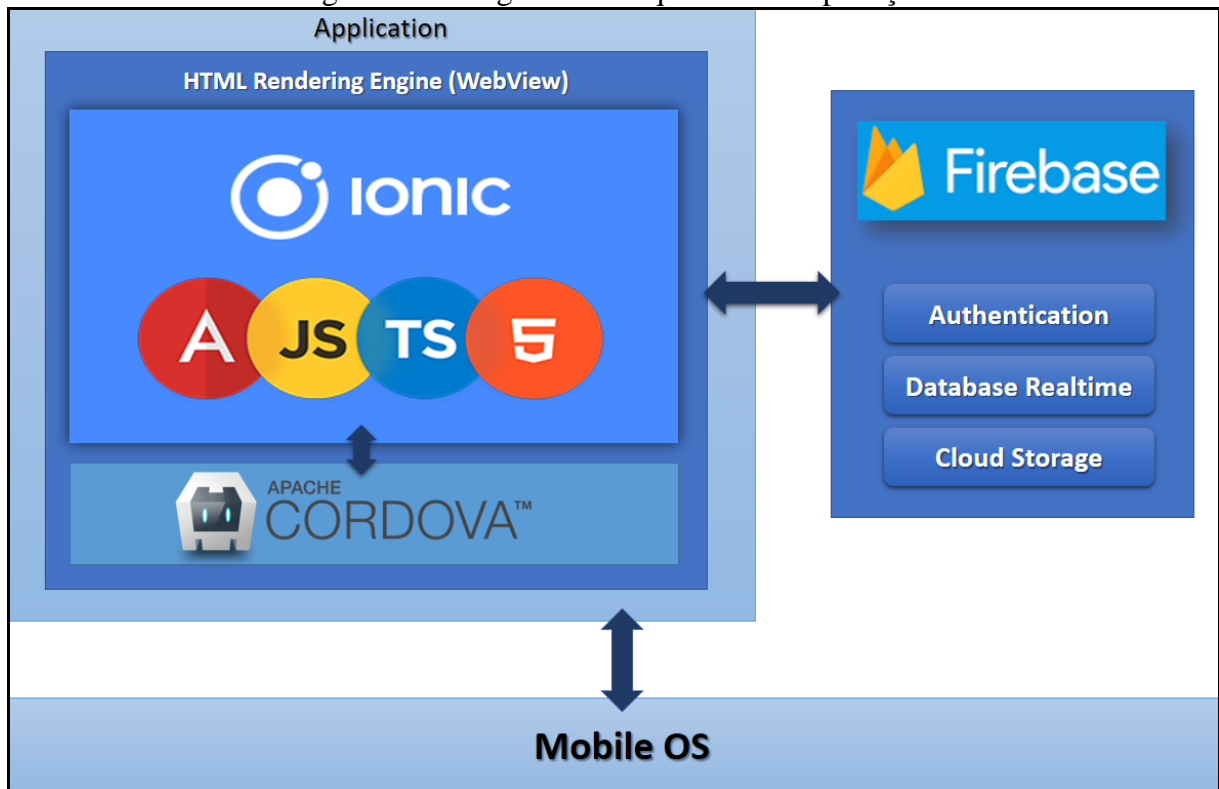 Application
HTML Rendering Engine (WebView)
IONIC
A JS TS 5
APACHE
CORDOVA™
Firebase
Authentication
Database Realtime
Cloud Storage
Mobile OS